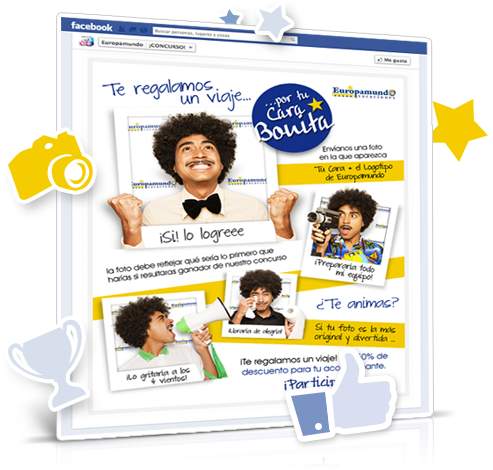 facebook
Buscar personas, lugares y cosas
Europamundo ¡CONCURSO!
Me gusta
Te regalamos
un viaje...
...por tu
Cara
Bonita
Europamundo
VACACIONES
Envíanos una foto
en la que aparezca
Tu Cara + el Logotipo
de Europamundo
¡Si! lo logreee
la foto debe reflejar qué sería lo primero que
harías si resultaras ganador de nuestro concurso
¡Prepararía todo
mi equipo!
¡Lloraría de alegría!
¿Te animas?
Si tu foto es la más
original y divertida ...
¡Lo gritaría a los
4 vientos!
¡Te regalamos un viaje!
descuento para tu
¡Particip